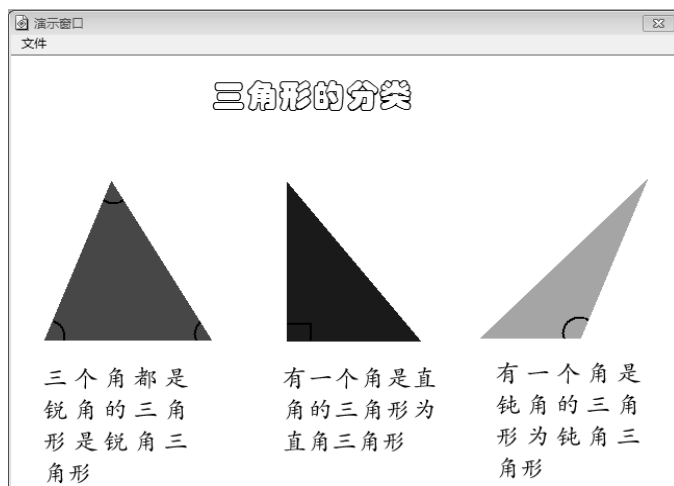 演示窗口
文件
三角形的分类
三个角都是
锐角的三角
形是锐角三
角形
有一个角是直
角的三角形为
直角三角形
有一个角是
钝角的三角
形为钝角三
角形